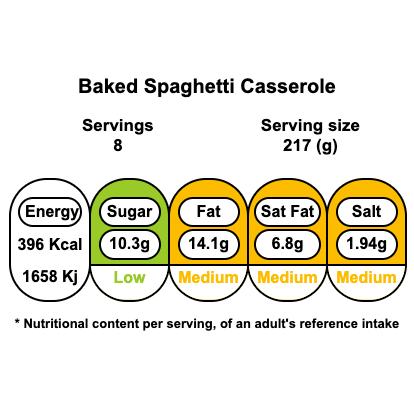 Baked Spaghetti Casserole
Servings
8
Serving size
217 (g)
Energy Sugar Fat Sat Fat Salt
396 Kcal 10.3g 14.1g 6.8g 1.94g
1658 Kj Low Medium Medium Medium
* Nutritional content per serving, of an adult's reference intake